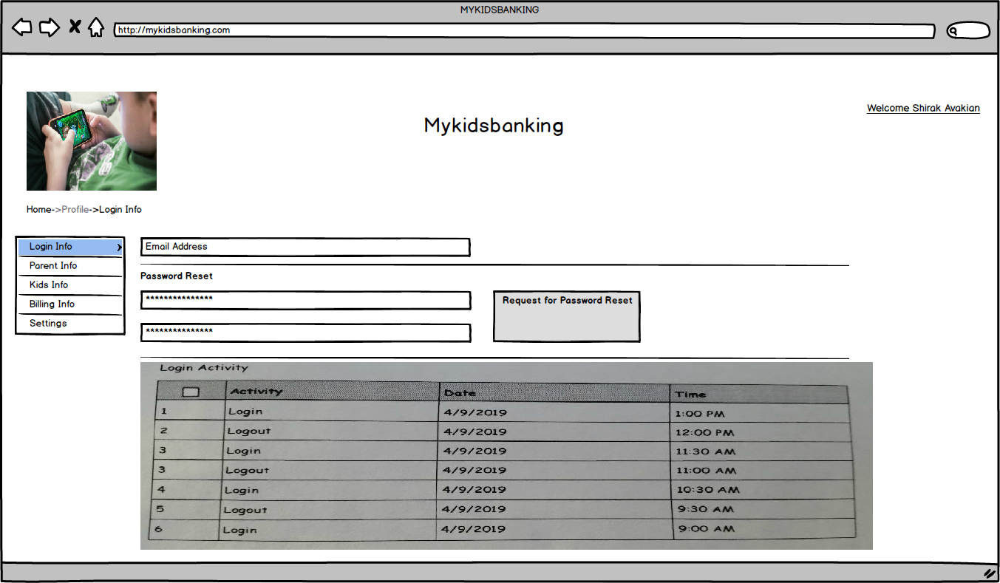 MYKIDSBANKING
http://mykidsbanking.com
Welcome Shirak Avakian
Mykidsbanking
Home->Profile->Login Info
Login Info
Parent Info
Kids Info
Billing Info
Settings
Email Address
Password Reset
***************
Request for Password Reset
***************
Login Activity
Activity Date Time
1 Login 4/9/2019 1:00 PM
2 Logout 4/9/2019 12:00 PM
3 Login 4/9/2019 11:30 AM
3 Logout 4/9/2019 11:00 AM
4 Login 4/9/2019 10:30 AM
5 Logout 4/9/2019 9:30 AM
6 Login 4/9/2019 9:00 AM